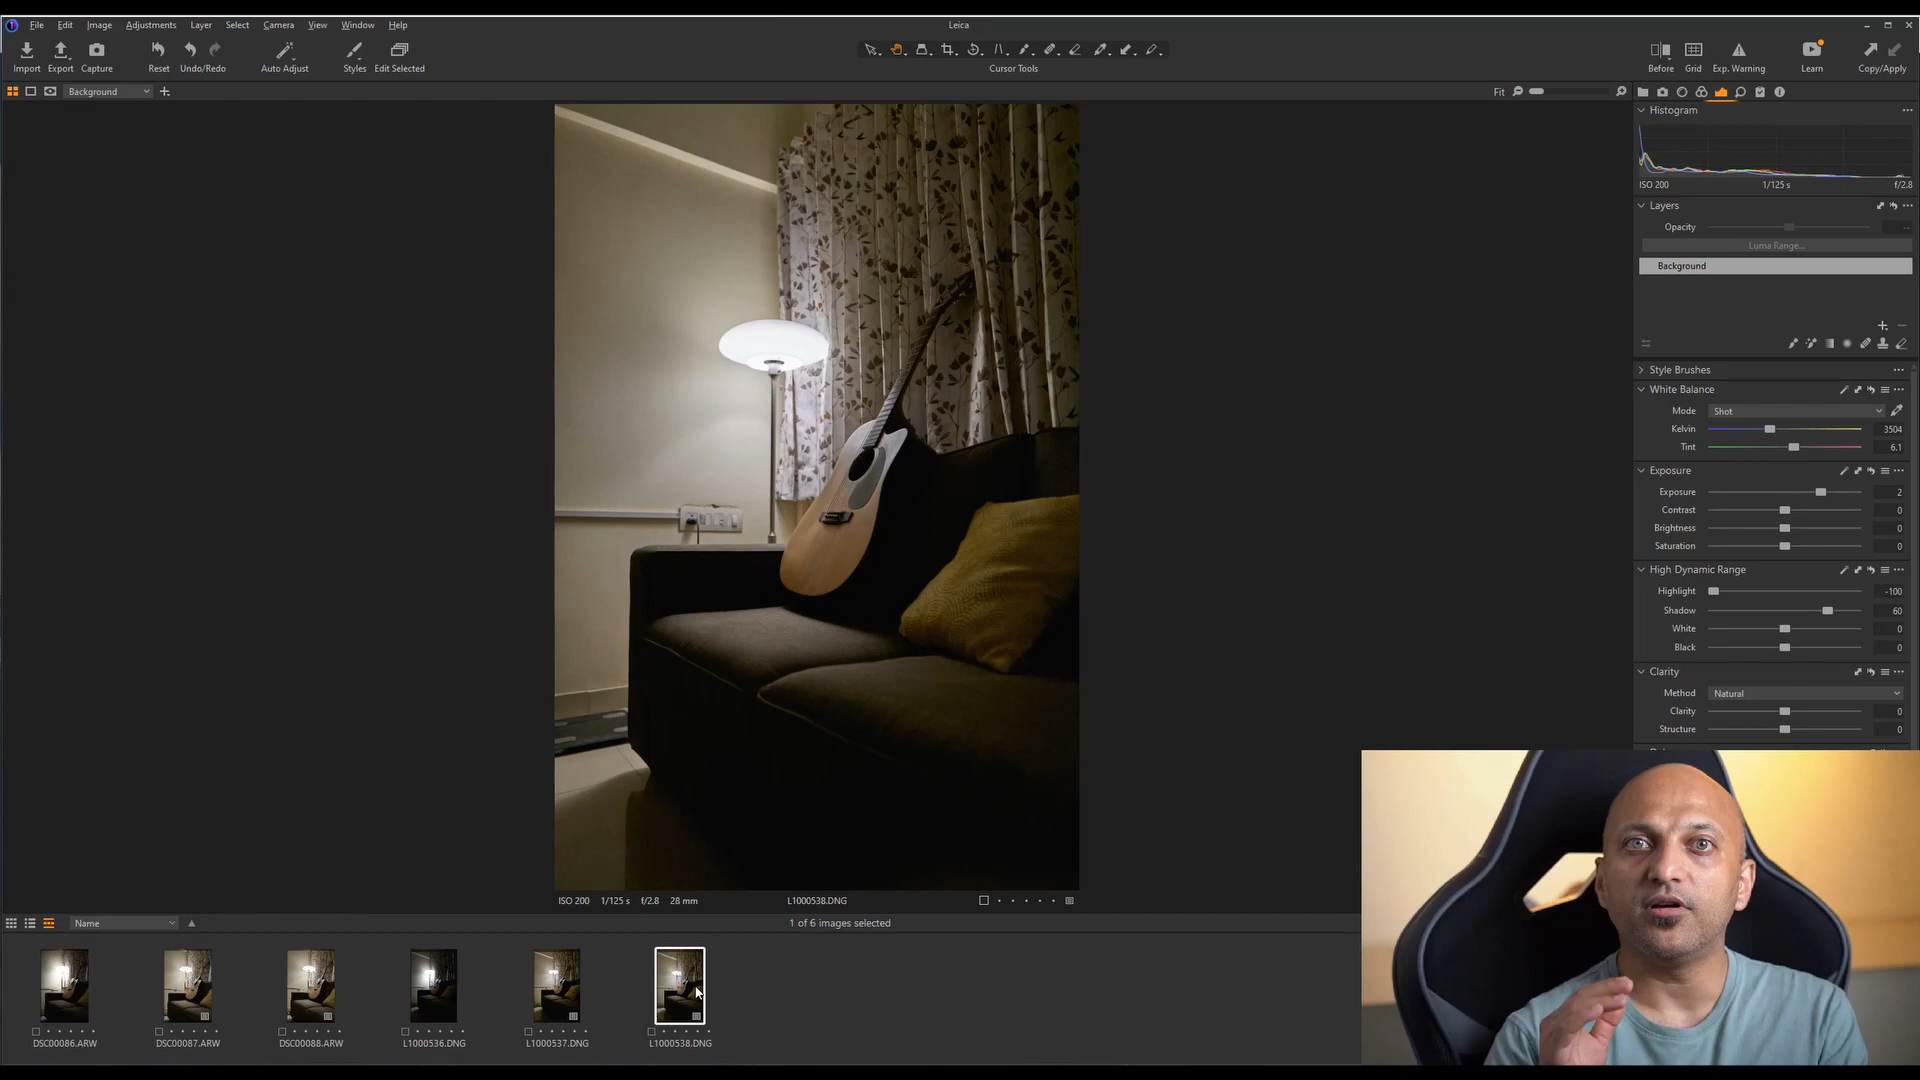 File Edit Image Adjustments Layer Select Camera View Window Help
Leica
Import Export Capture Reset Undo/Redo Auto Adjust Styles Edit Selected
Cursor Tools
Before Grid Exp. Warning Learn Copy/Apply
Background
Fit
Histogram
ISO 200 1/125 s f/2.8
Layers
Opacity --
Luma Range...
Background
Style Brushes
White Balance
Mode Shot
Kelvin 3504
Tint 6.1
Exposure
Exposure 2
Contrast 0
Brightness 0
Saturation 0
High Dynamic Range
Highlight -100
Shadow 60
White 0
Black 0
Clarity
Method Natural
Clarity 0
Structure 0
ISO 200 1/125 s f/2.8 28 mm L1000538.DNG
Name
1 of 6 images selected
DSC00086.ARW DSC00087.ARW DSC00088.ARW L1000536.DNG L1000537.DNG L1000538.DNG